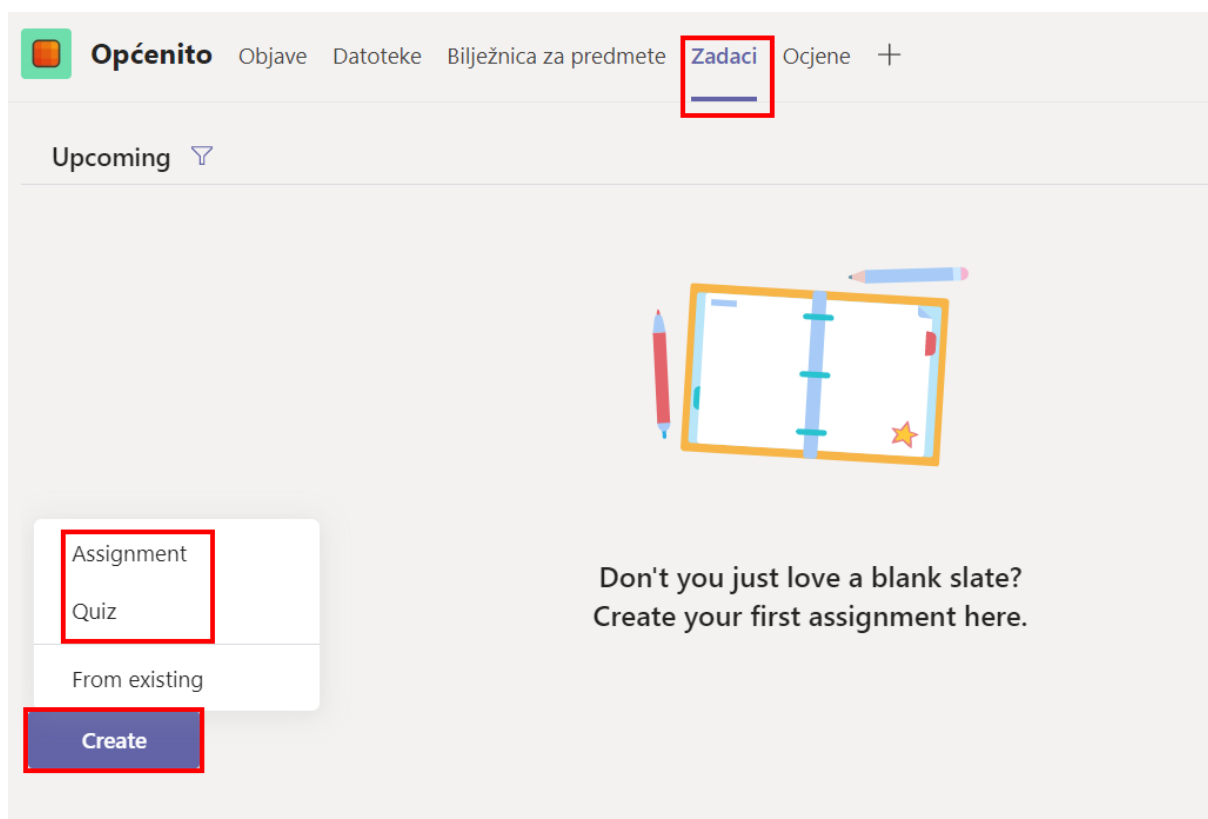 Općenito Objave Datoteke Bilježnica za predmete Zadaci Ocjene
Upcoming
Assignment
Quiz
From existing
Create
Don't you just love a blank slate?
Create your first assignment here.